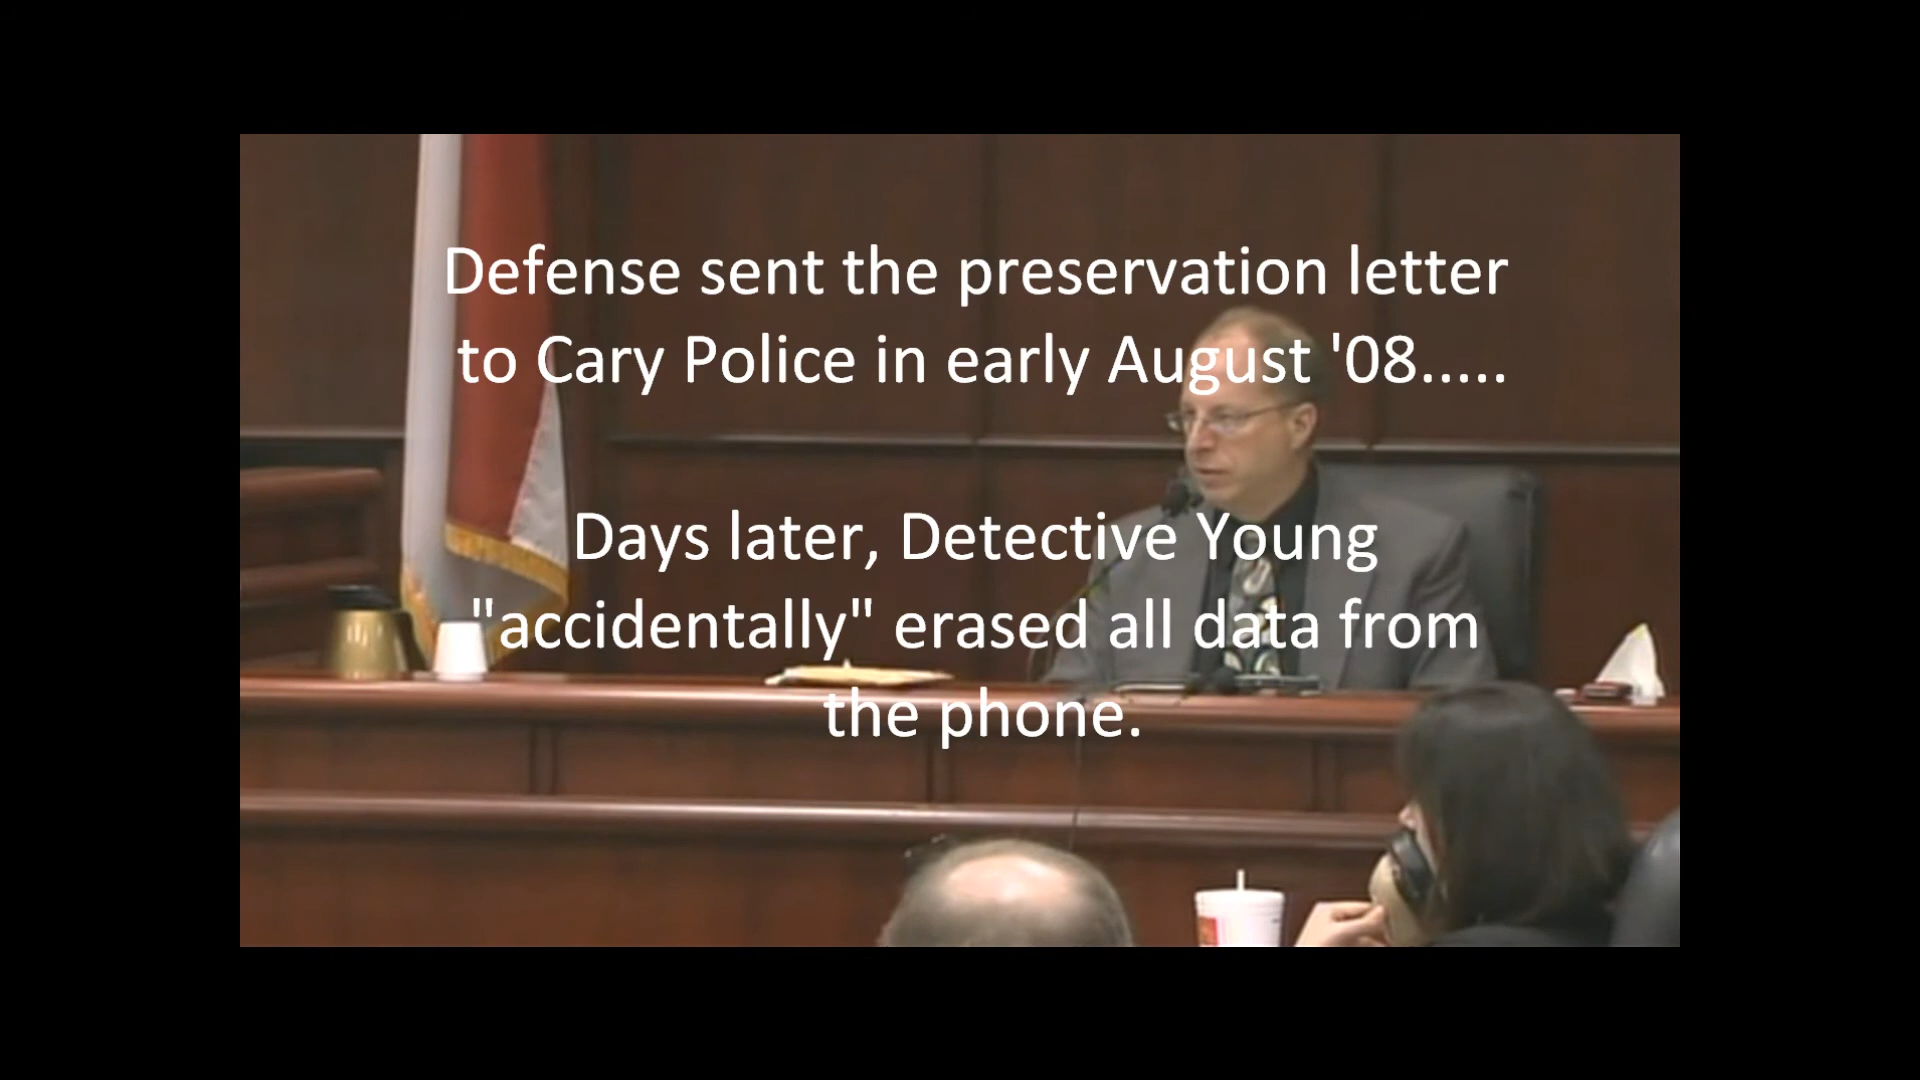 Defense sent the preservation letter
to Cary Police in early August '08.....
Days later, Detective Young
"accidentally" erased all data from
the phone.